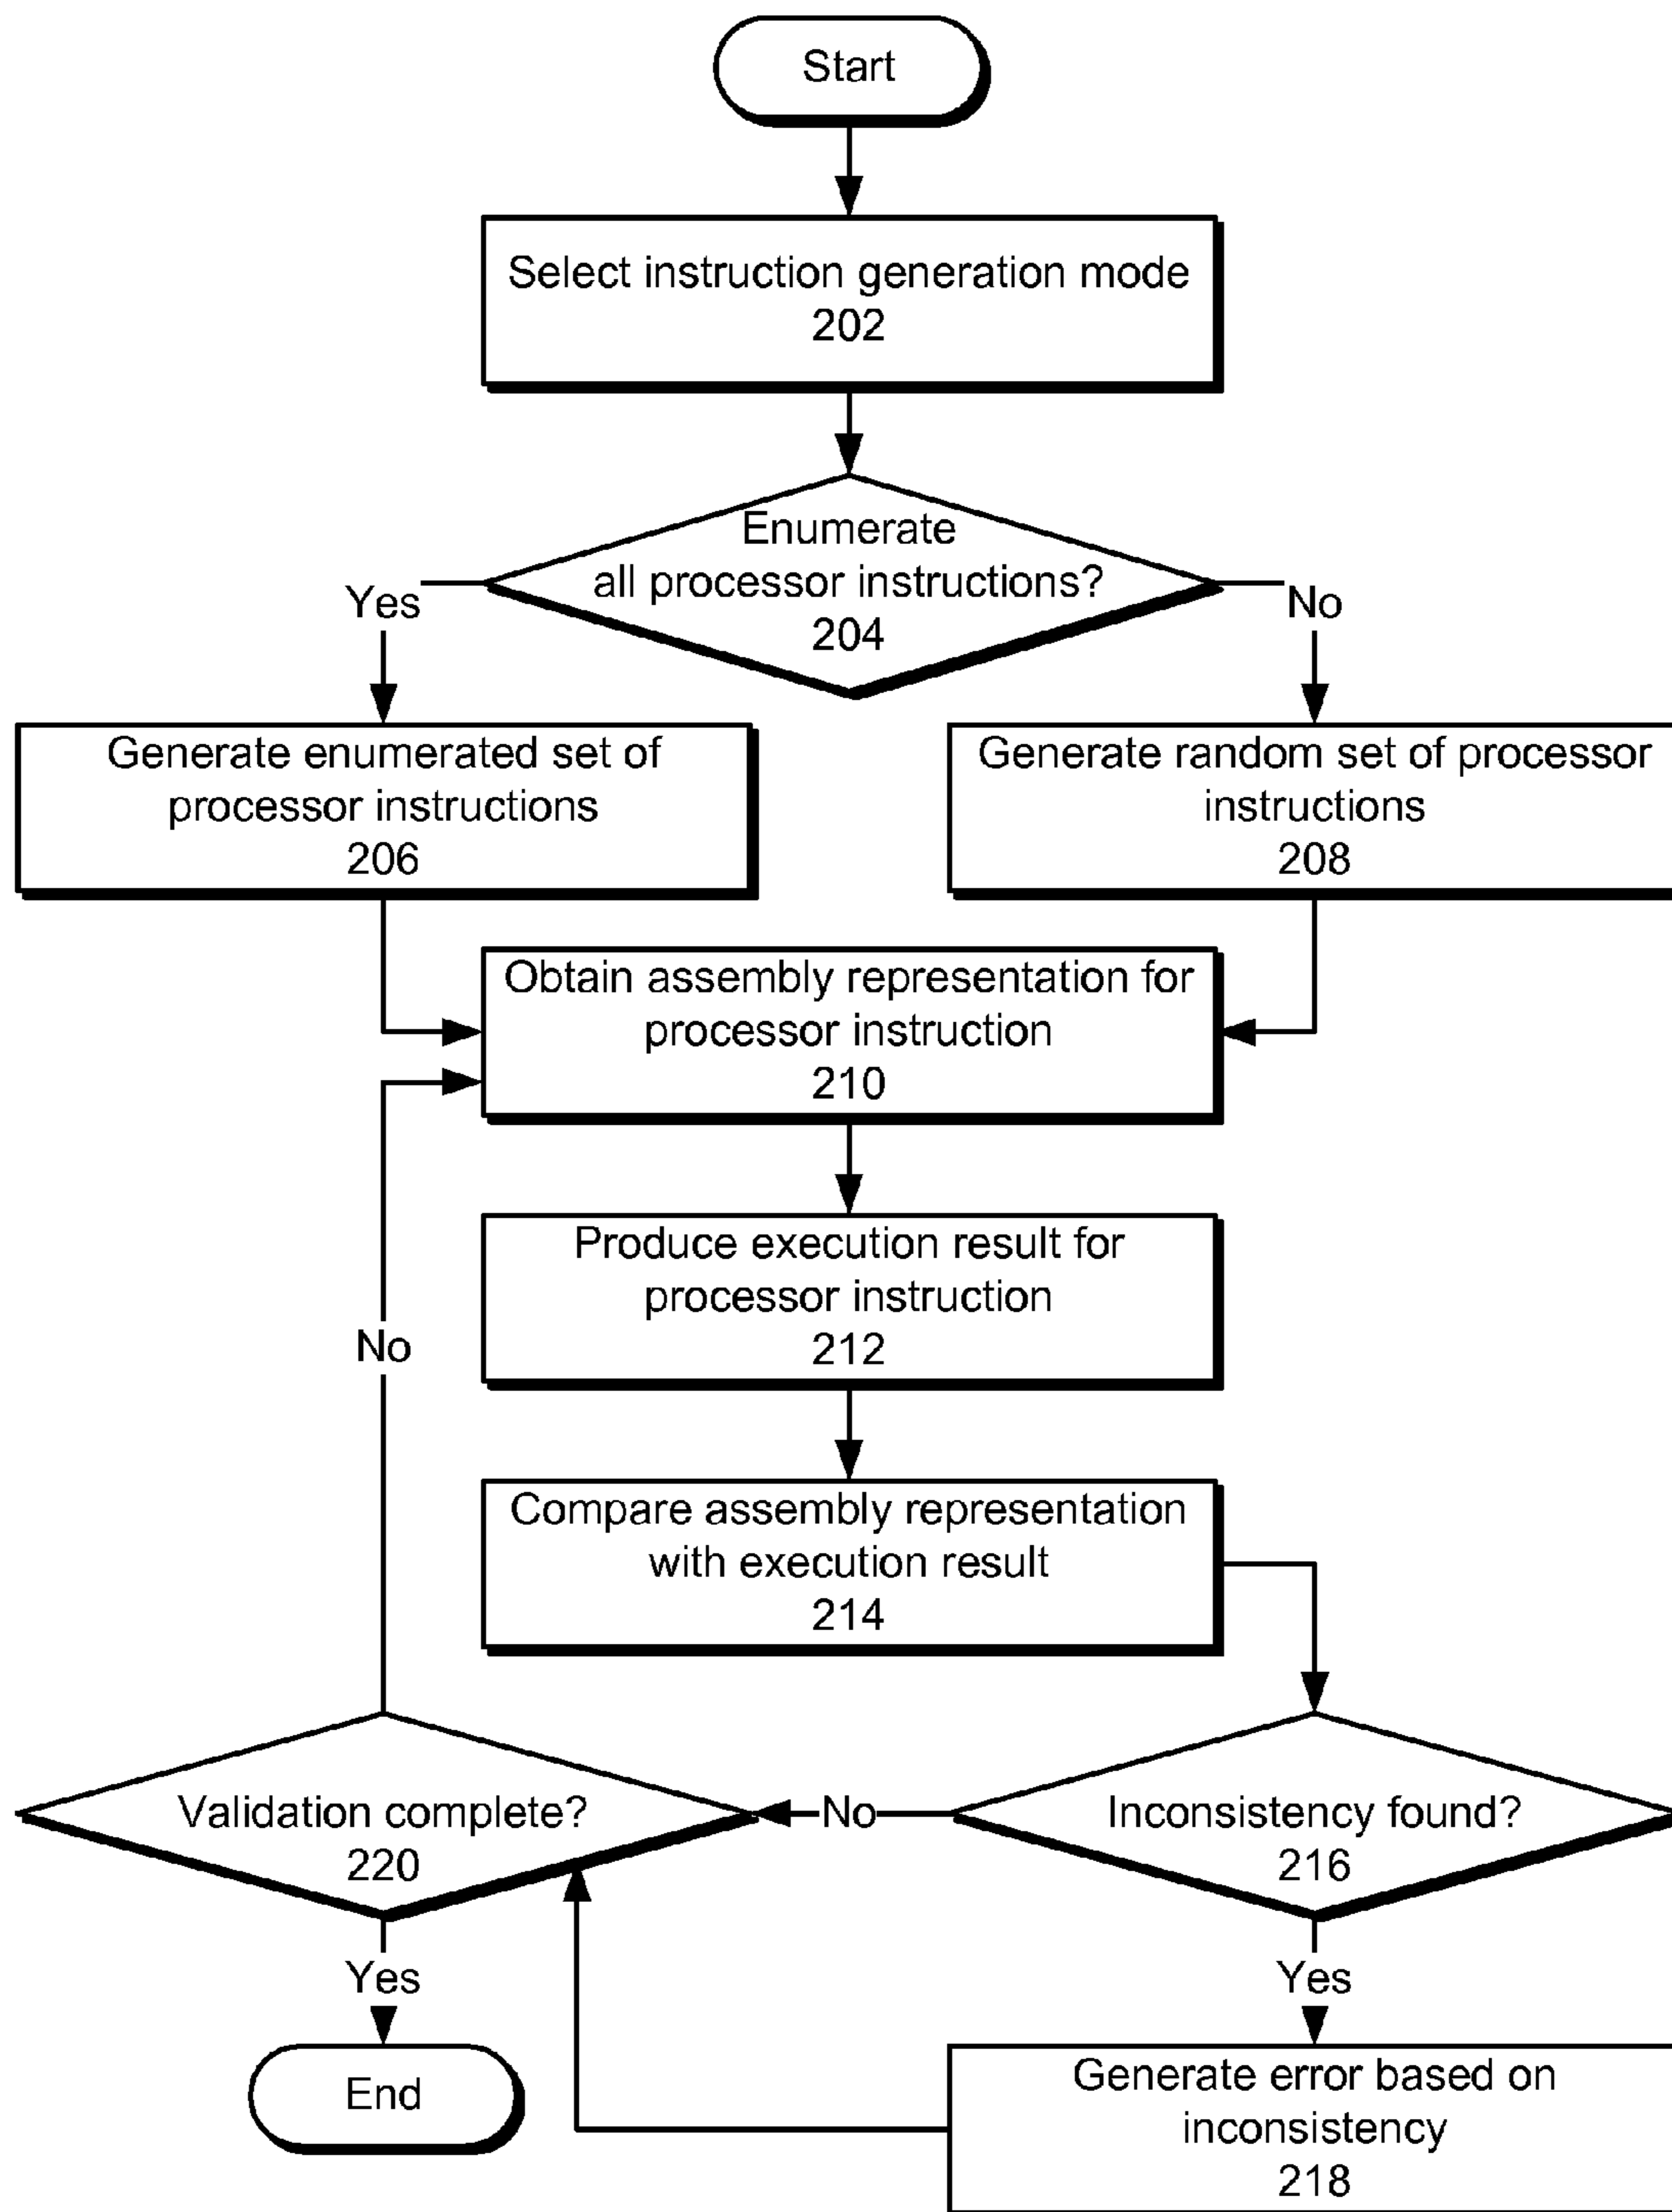 Start
Select instruction generation mode
202
Enumerate
all processor instructions?
204
Yes
No
Generate enumerated set of
processor instructions
206
Generate random set of processor
instructions
208
Obtain assembly representation for
processor instruction
210
Produce execution result for
processor instruction
212
No
Compare assembly representation
with execution result
214
Validation complete?
220
No
Inconsistency found?
216
Yes
Yes
End
Generate error based on
inconsistency
218